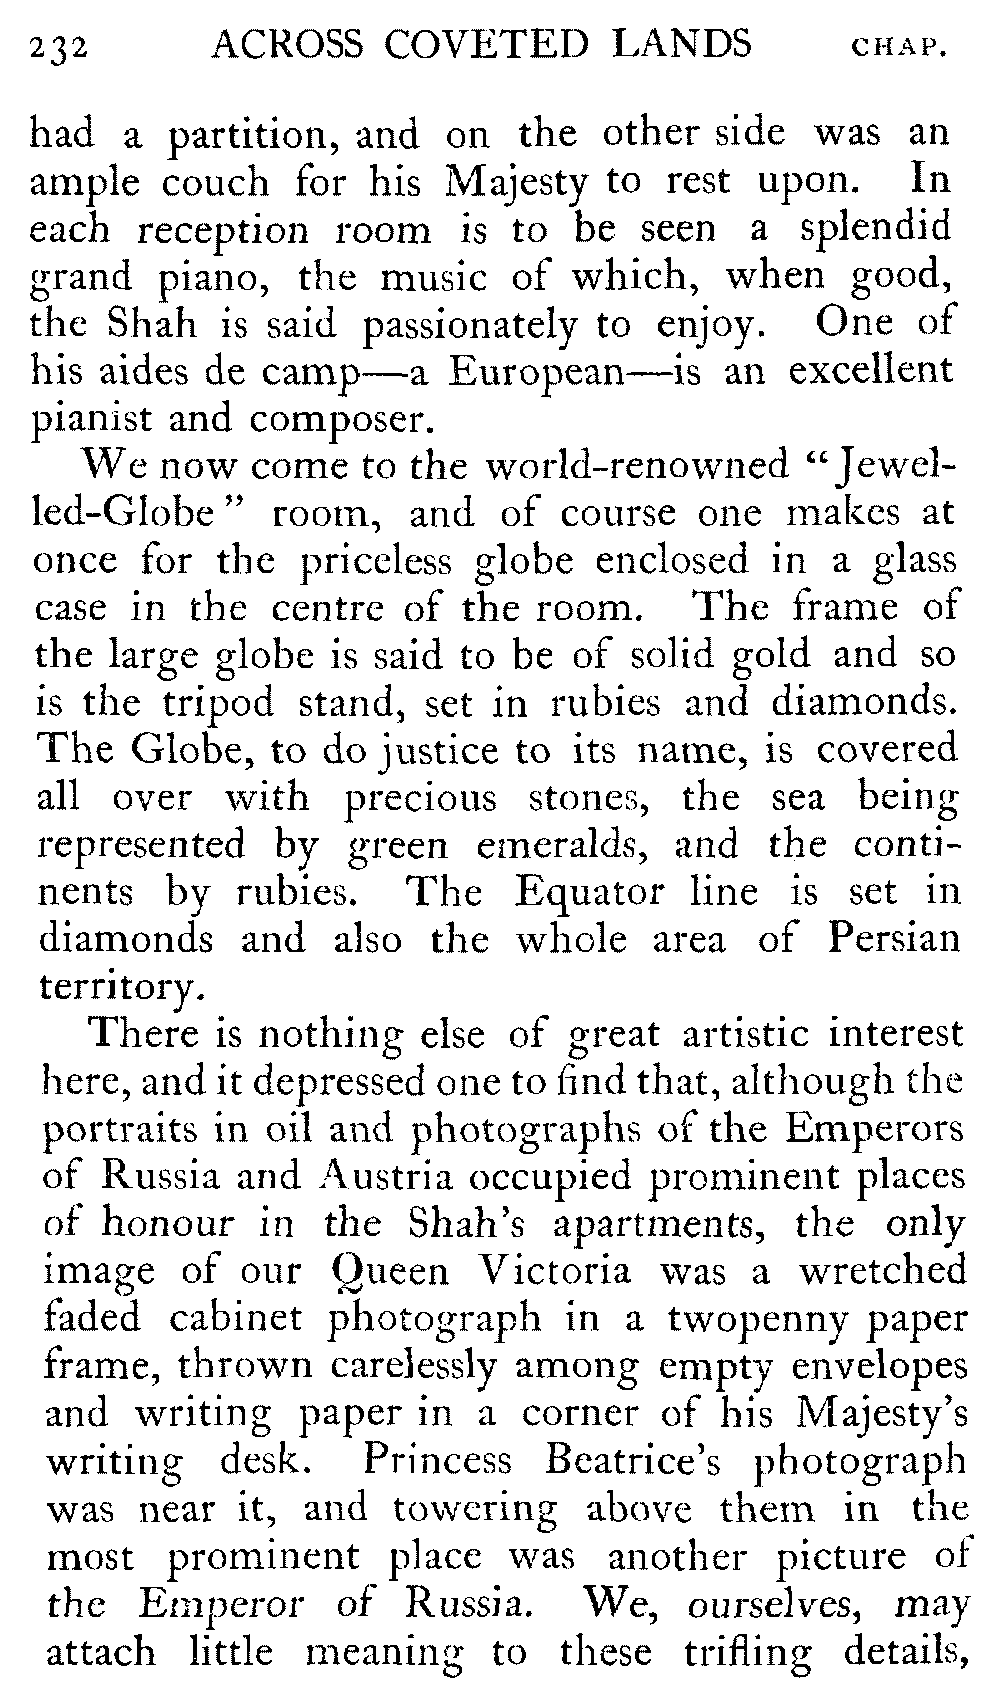 232 ACROSS COVETED LANDS CHAP.
had a partition, and on the other side was an
ample couch for his Majesty to rest upon. In
each reception room is to be seen a splendid
grand piano, the music of which, when good,
the Shah is said passionately to enjoy. One of
his aides de camp—a European—is an excellent
pianist and composer.
We now come to the world-renowned “Jewel-
led-Globe” room, and of course one makes at
once for the priceless globe enclosed in a glass
case in the centre of the room. The frame of
the large globe is said to be of solid gold and so
is the tripod stand, set in rubies and diamonds.
The Globe, to do justice to its name, is covered
all over with precious stones, the sea being
represented by green emeralds, and the conti-
nents by rubies. The Equator line is set in
diamonds and also the whole area of Persian
territory.
There is nothing else of great artistic interest
here, and it depressed one to find that, although the
portraits in oil and photographs of the Emperors
of Russia and Austria occupied prominent places
of honour in the Shah’s apartments, the only
image of our Queen Victoria was a wretched
faded cabinet photograph in a twopenny paper
frame, thrown carelessly among empty envelopes
and writing paper in a corner of his Majesty’s
writing desk. Princess Beatrice’s photograph
was near it, and towering above them in the
most prominent place was another picture of
the Emperor of Russia. We, ourselves, may
attach little meaning to these trifling details,